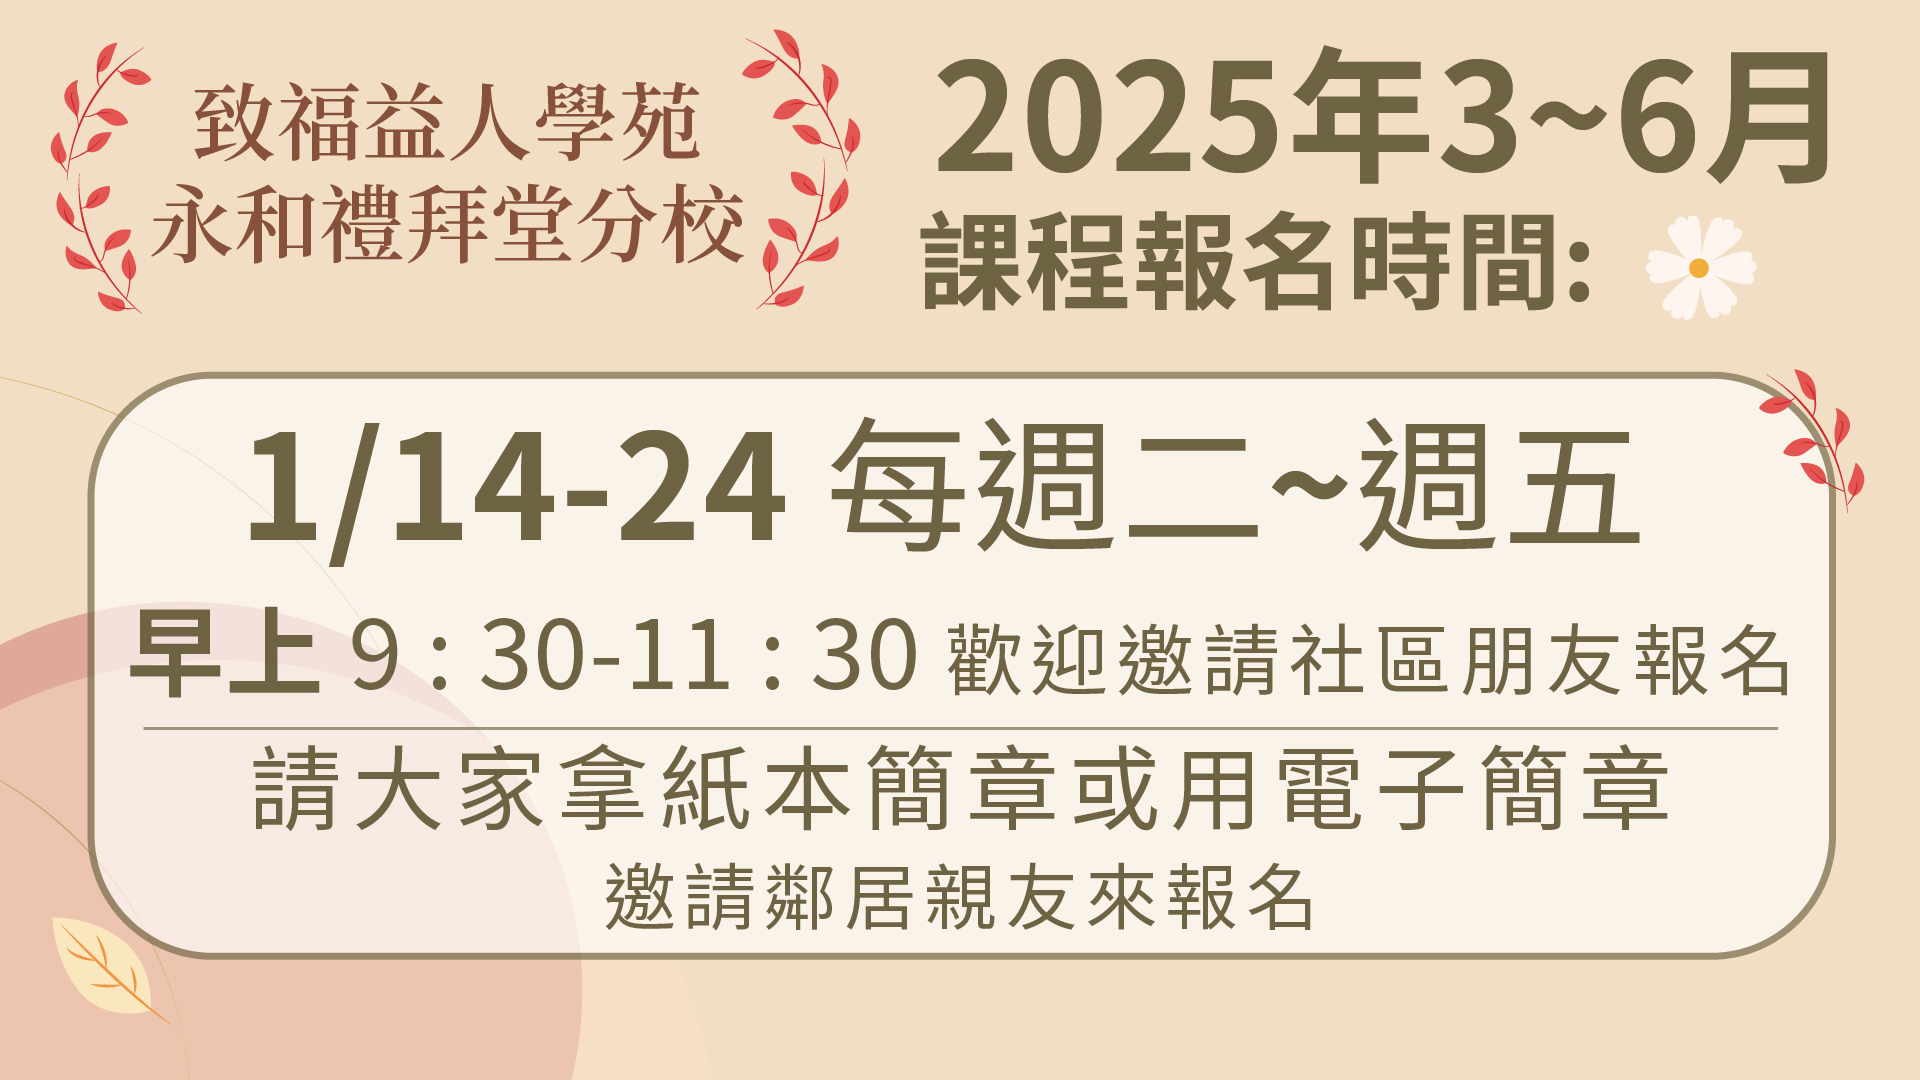 致福益人學苑
永和禮拜堂分校
2025年3~6月
課程報名時間:
1/14-24 每週二~週五
早上 9 : 30-11 : 30 歡迎邀請社區朋友報名
請大家拿紙本簡章或用電子簡章
邀請鄰居親友來報名